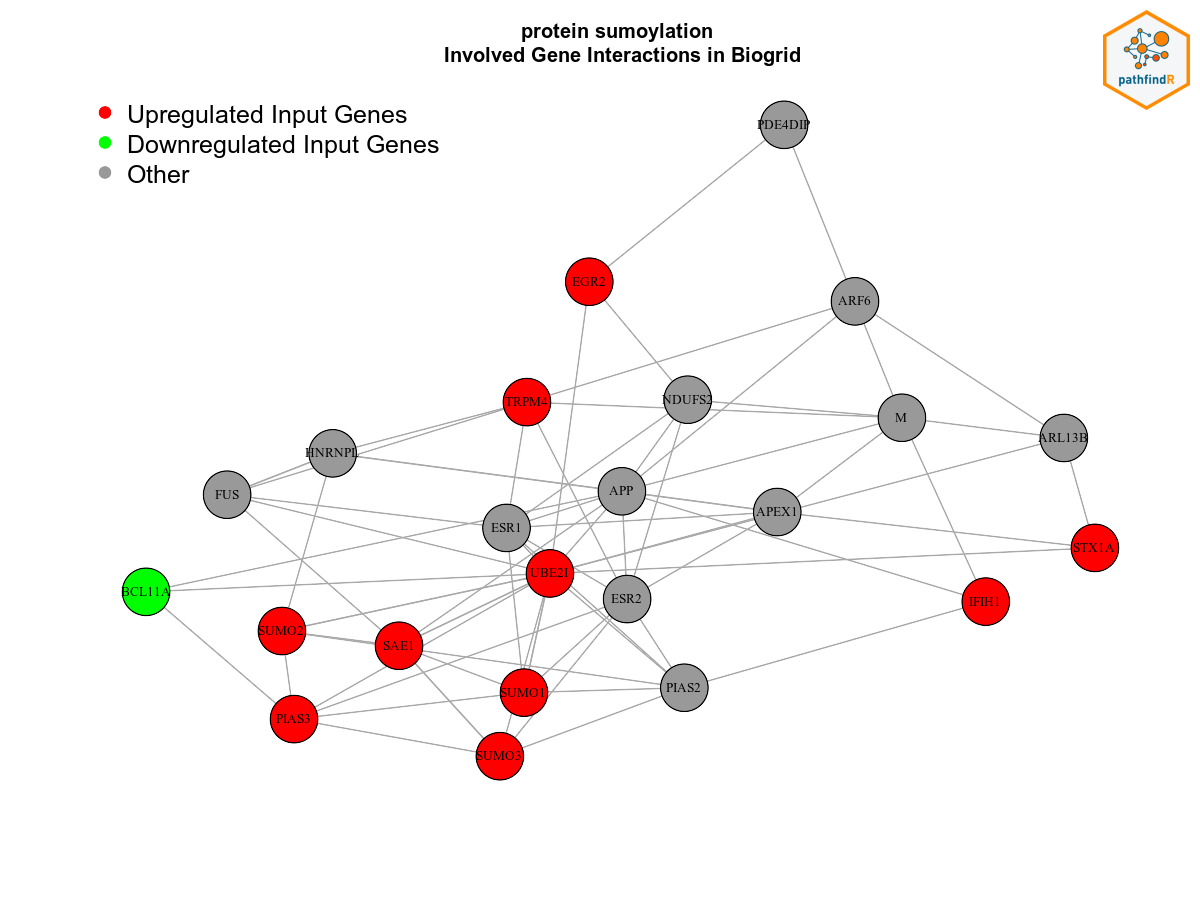 protein sumoylation
Involved Gene Interactions in Biogrid
pathfindR
Upregulated Input Genes
Downregulated Input Genes
Other
PDE4DIP
EGR2
ARF6
TRPM4
NDUFS2
M
ARL13B
HNRNPL
FUS
APP
APEX1
ESR1
STX1A
UBE2I
BCL11A
ESR2
IFIH1
SUMO2
SAE1
PIAS2
SUMO1
PIAS3
SUMO3